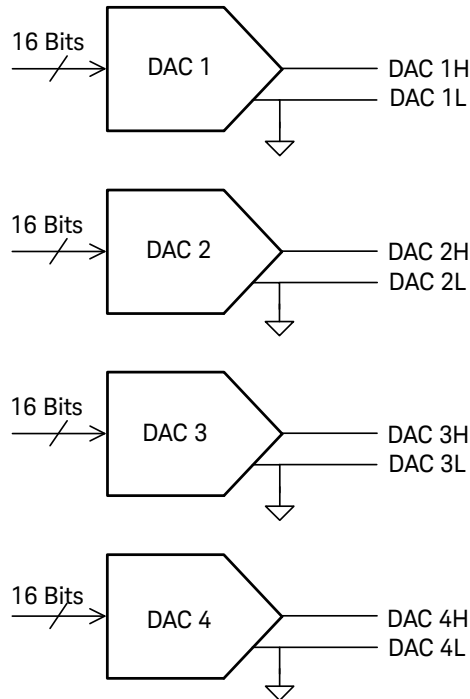 16 Bits
DAC 1
DAC 1H
DAC 1L
16 Bits
DAC 2
DAC 2H
DAC 2L
16 Bits
DAC 3
DAC 3H
DAC 3L
16 Bits
DAC 4
DAC 4H
DAC 4L